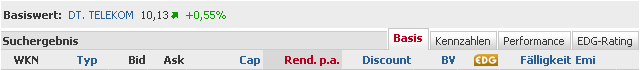 Basiswert: DT. TELEKOM 10,13 +0,55%
Suchergebnis Basis Kennzahlen Performance EDG-Rating
WKN Typ Bid Ask Cap Rend. p.a. Discount BV EDG Fälligkeit Emi